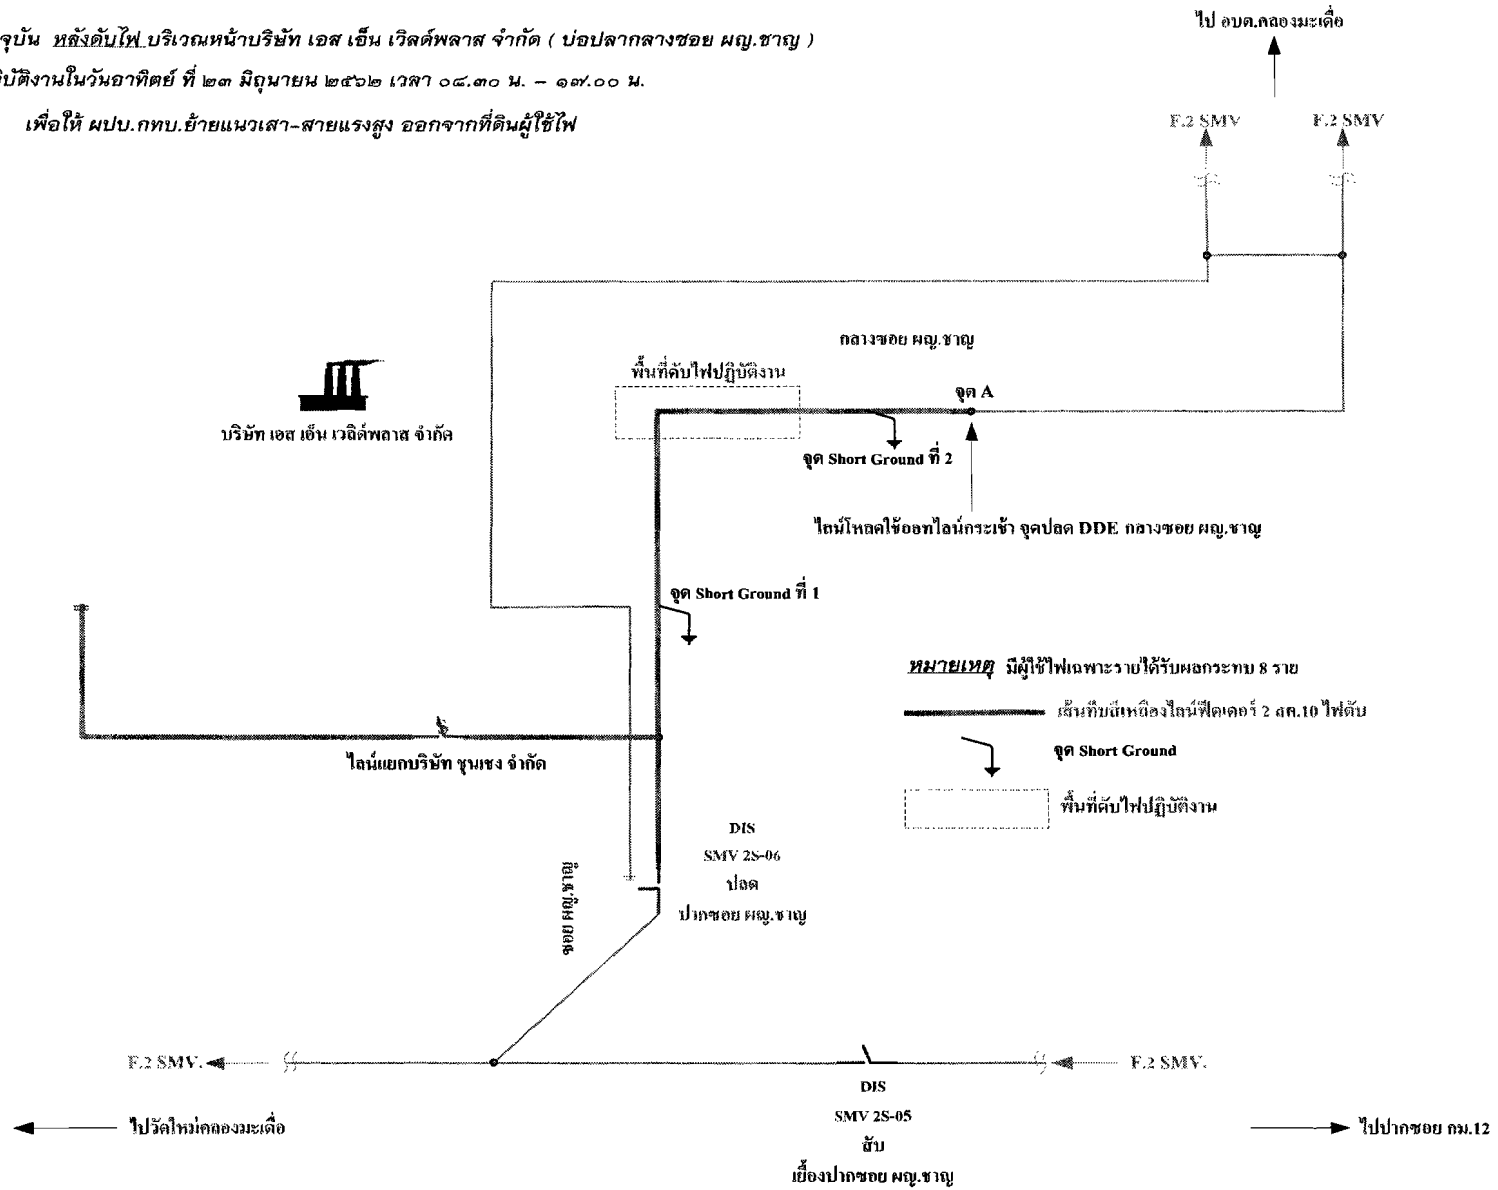 จุบัน หลังดับไฟ บริเวณหน้าบริษัท เอส เอ็น เวิลด์พลาส จำกัด ( บ่อปลากลางซอย ผญ.ชาญ )
ิบัติงานในวันอาทิตย์ ที่ ๒๓ มิถุนายน ๒๕๖๒ เวลา ๐๘.๓๐ น. – ๑๗.๐๐ น.
เพื่อให้ ผปบ.กทบ.ย้ายแนวเสา-สายแรงสูง ออกจากที่ดินผู้ใช้ไฟ
ไป อบต.คลองมะเดื่อ
F.2 SMV
F.2 SMV
กลางซอย ผญ.ชาญ
พื้นที่ดับไฟปฏิบัติงาน
จุด A
บริษัท เอส เอ็น เวลิด์พลาส จำกัด
จุด Short Ground ที่ 2
ไลน์โหลดใช้ออทไลน์กระเช้า จุดปลด DDE กลางซอย ผญ.ชาญ
จุด Short Ground ที่ 1
หมายเหตุ มีผู้ใช้ไฟเฉพาะรายได้รับผลกระทบ 8 ราย
เส้นทึบสีเหลืองไลน์ฟีดเดอร์ 2 สค.10 ไฟดับ
จุด Short Ground
พื้นที่ดับไฟปฏิบัติงาน
ไลน์แยกบริษัท ชุนเชง จำกัด
DIS
SMV 2S-06
ปลด
ปากซอย ผญ.ชาญ
ซอย ผญ.ชาญ
F.2 SMV.
F.2 SMV.
DIS
SMV 2S-05
สับ
เยื้องปากซอย ผญ.ชาญ
ไปวัดใหม่คลองมะเดื่อ
ไปปากซอย กม.12